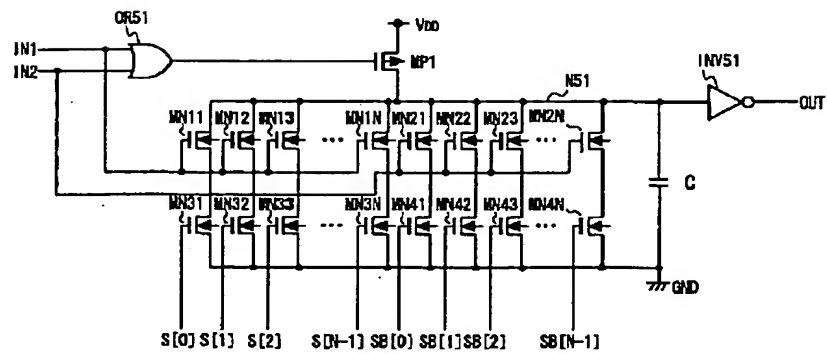 OR51
VDD
IN1
IN2
MP1
INV51
N51
OUT
MN11 MN12 MN13 ... MN1N MN21 MN22 MN23 ... MN2N
C
MN31 MN32 MN33 ... MN3N MN41 MN42 MN43 ... MN4N
GND
S[0] S[1] S[2] S[N-1] SB[0] SB[1] SB[2] SB[N-1]